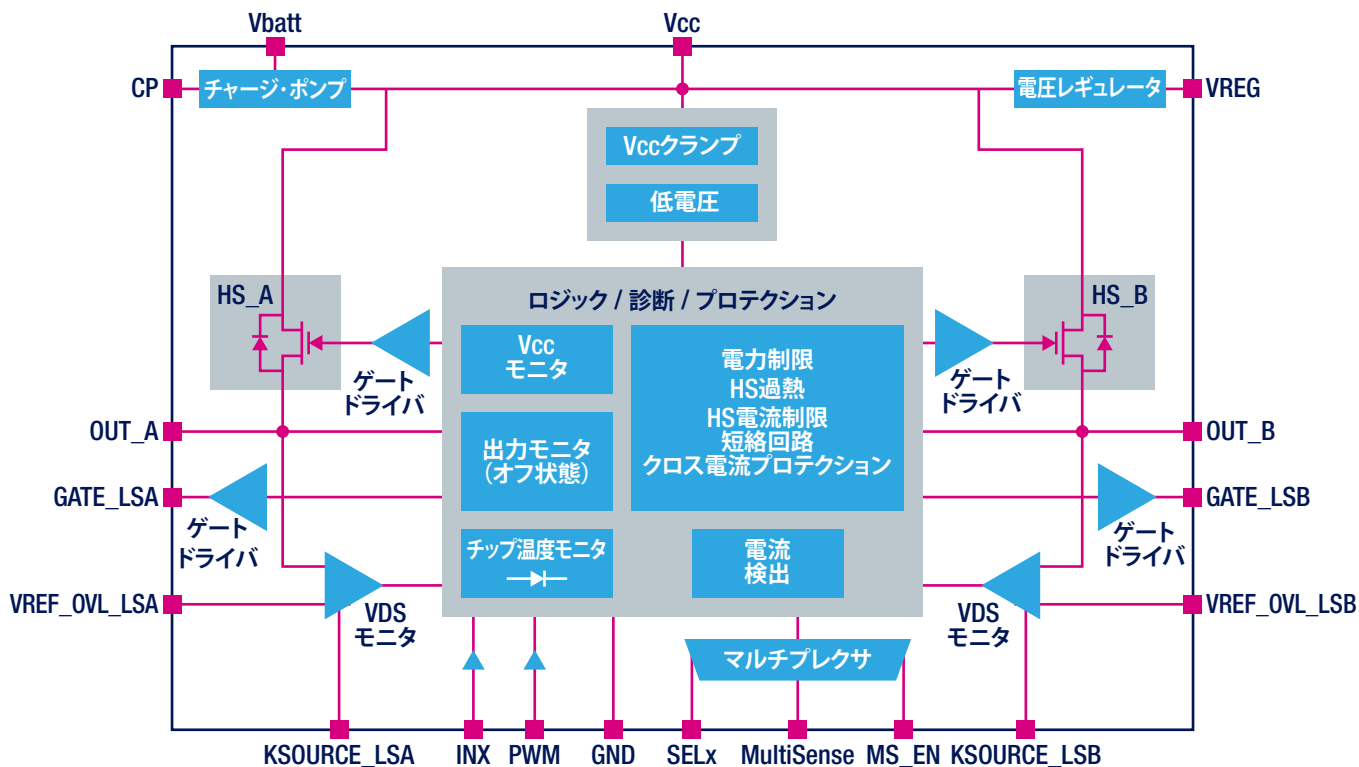 Vbatt
Vcc
CP
チャージ・ポンプ
電圧レギュレータ
VREG
Vccクランプ
低電圧
HS_A
HS_B
ロジック / 診断 / プロテクション
Vcc
モニタ
電力制限
HS過熱
HS電流制限
短絡回路
クロス電流プロテクション
ゲート
ドライバ
ゲート
ドライバ
OUT_A
OUT_B
出力モニタ
(オフ状態)
GATE_LSA
GATE_LSB
ゲート
ドライバ
ゲート
ドライバ
チップ温度モニタ
電流
検出
VREF_OVL_LSA
VREF_OVL_LSB
VDS
モニタ
VDS
モニタ
マルチプレクサ
KSOURCE_LSA
INX
PWM
GND
SELx
MultiSense
MS_EN
KSOURCE_LSB